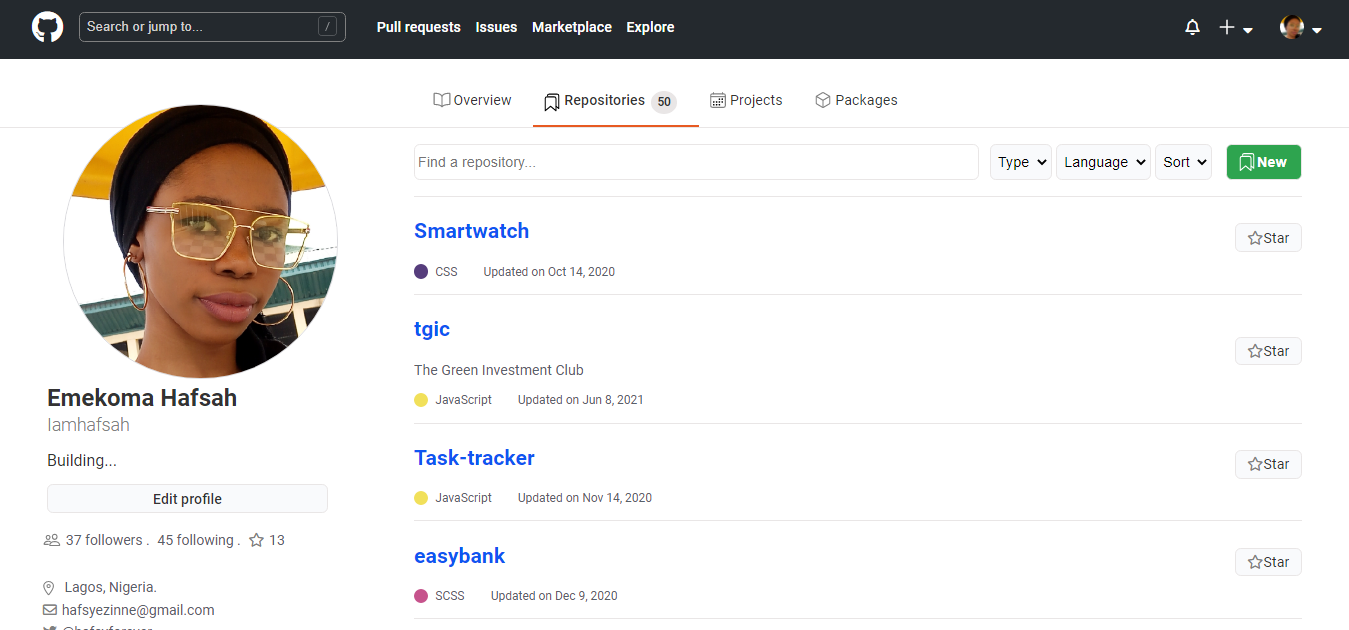 Search or jump to... /
Pull requests Issues Marketplace Explore
Overview Repositories 50 Projects Packages
Find a repository... Type Language Sort New
Emekoma Hafsah
Iamhafsah
Building...
Edit profile
37 followers . 45 following . 13
Lagos, Nigeria.
hafsyezinne@gmail.com
Smartwatch
Star
CSS Updated on Oct 14, 2020
tgic
Star
The Green Investment Club
JavaScript Updated on Jun 8, 2021
Task-tracker
Star
JavaScript Updated on Nov 14, 2020
easybank
Star
SCSS Updated on Dec 9, 2020